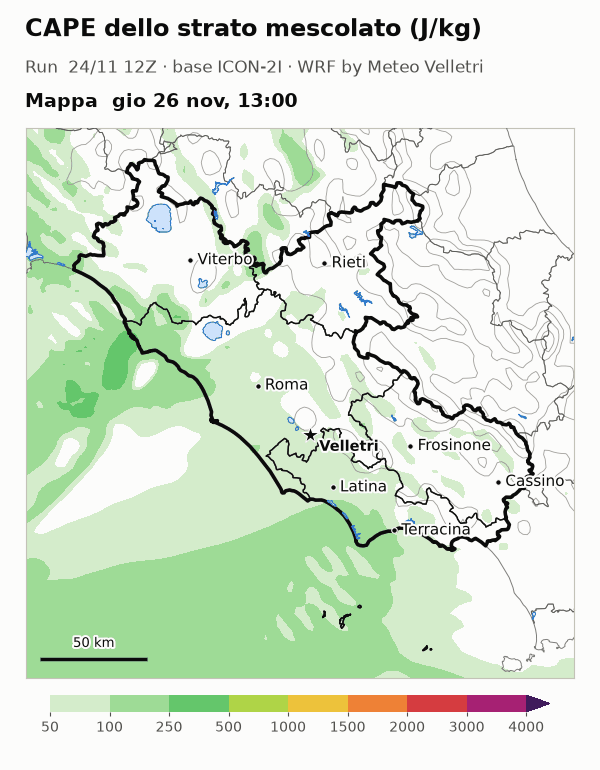 CAPE dello strato mescolato (J/kg)
Run  24/11 12Z · base ICON-2I · WRF by Meteo Velletri
Mappa  gio 26 nov, 13:00
Viterbo
Rieti
Roma
Velletri
Frosinone
Cassino
Latina
Terracina
50 km
50 100 250 500 1000 1500 2000 3000 4000